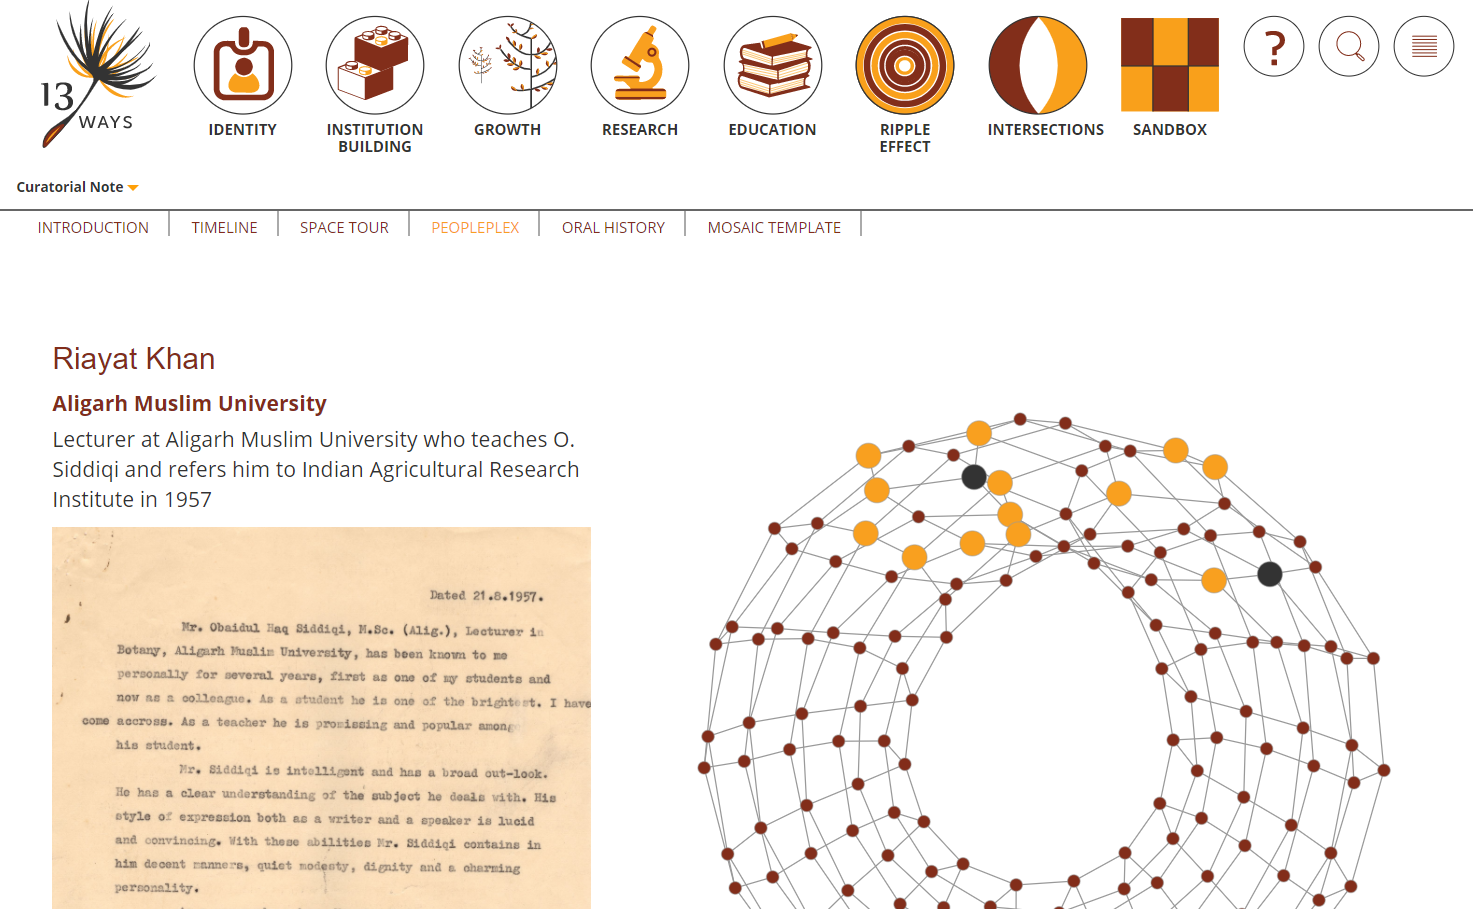 13
WAYS
IDENTITY
INSTITUTION
BUILDING
GROWTH
RESEARCH
EDUCATION
RIPPLE
EFFECT
INTERSECTIONS
SANDBOX
?
Curatorial Note
INTRODUCTION
TIMELINE
SPACE TOUR
PEOPLEPLEX
ORAL HISTORY
MOSAIC TEMPLATE
Riayat Khan
Aligarh Muslim University
Lecturer at Aligarh Muslim University who teaches O.
Siddiqi and refers him to Indian Agricultural Research
Institute in 1957
Dated 21.8.1957.
Mr. Obaidul Haq Siddiqi, M.Sc. (Alig.), Lecturer in
Botany, Aligarh Muslim University, has been known to me
personally for several years, first as one of my students and
now as a colleague. As a student he is one of the brightest. I have
come accross. As a teacher he is promissing and popular among
his student.
Mr. Siddiqi is intelligent and has a broad out-look.
He has a clear understanding of the subject he deals with. His
style of expression both as a writer and a speaker is lucid
and convincing. With these abilities Mr. Siddiqi contains in
him decent manners, quiet modesty, dignity and a charming
personality.